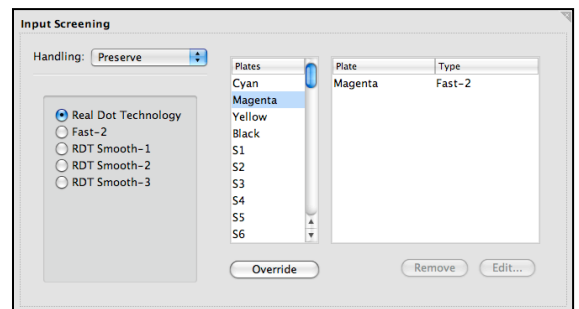 Input Screening
Handling: Preserve
Real Dot Technology
Fast-2
RDT Smooth-1
RDT Smooth-2
RDT Smooth-3
Plates
Cyan
Magenta
Yellow
Black
S1
S2
S3
S4
S5
S6
Override
Plate Type
Magenta Fast-2
Remove Edit...